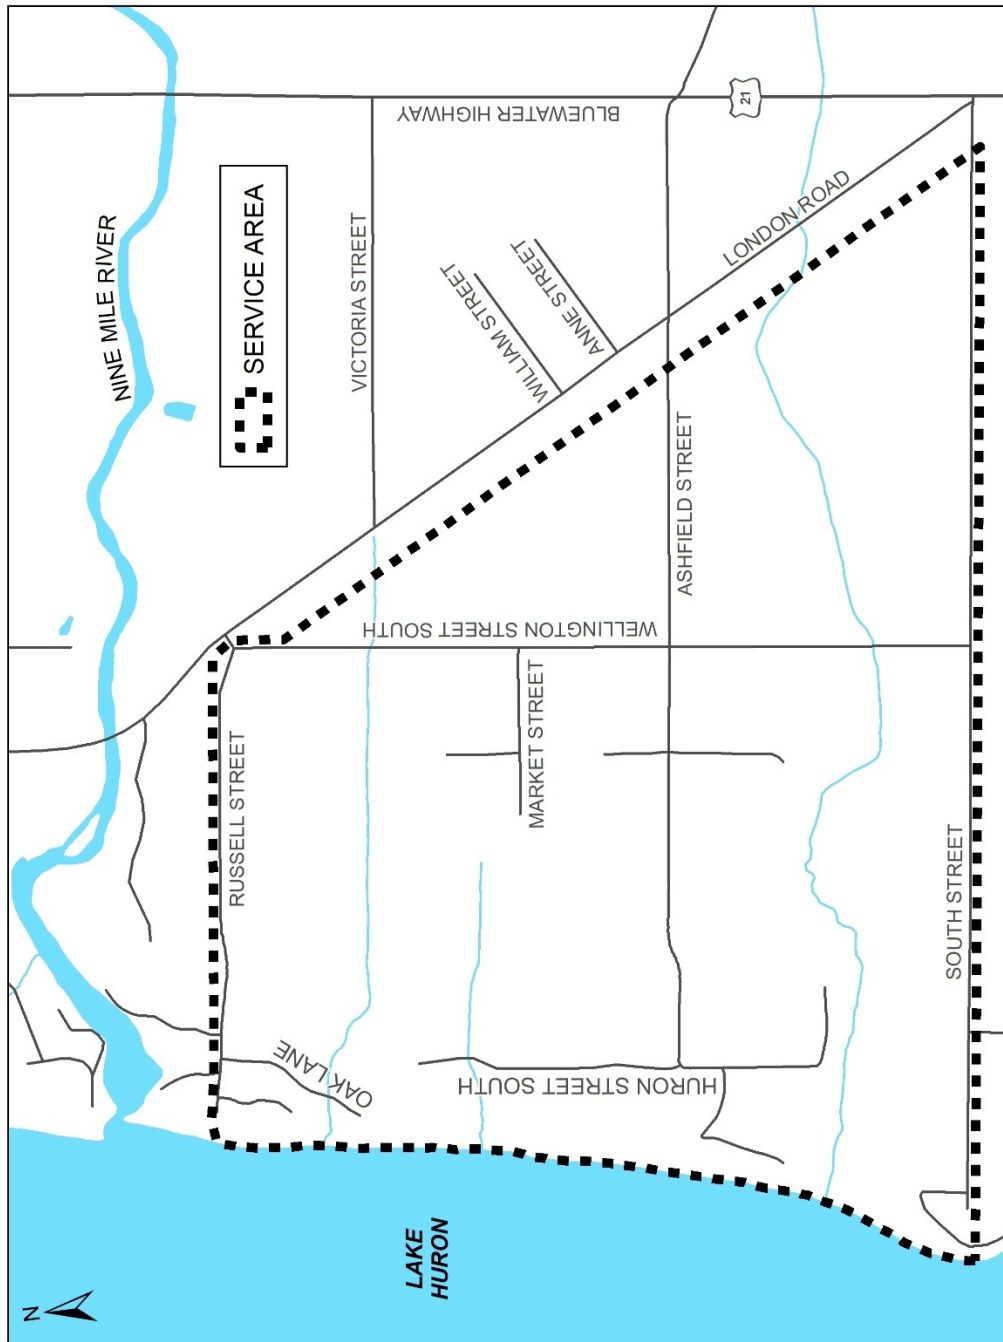 NINE MILE RIVER
SERVICE AREA
VICTORIA STREET
BLUEWATER HIGHWAY
21
WILLIAM STREET
ANNE STREET
LONDON ROAD
WELLINGTON STREET SOUTH
ASHFIELD STREET
RUSSELL STREET
MARKET STREET
SOUTH STREET
OAK LANE
HURON STREET SOUTH
LAKE
HURON
N